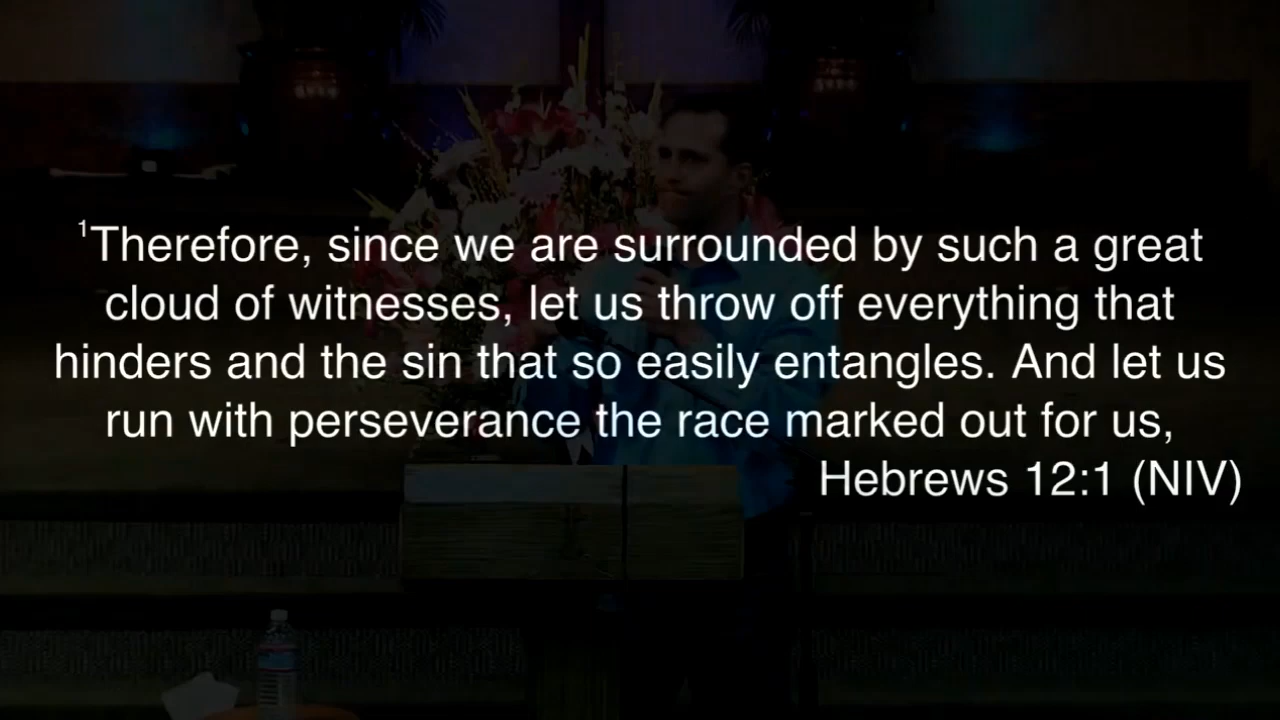 ¹Therefore, since we are surrounded by such a great
cloud of witnesses, let us throw off everything that
hinders and the sin that so easily entangles. And let us
run with perseverance the race marked out for us,
Hebrews 12:1 (NIV)